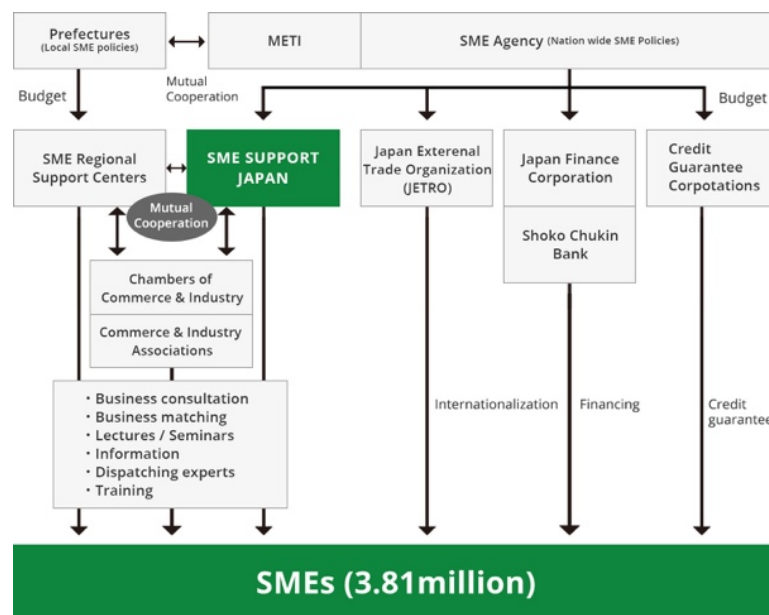 Prefectures
(Local SME policies)
METI
SME Agency (Nation wide SME Policies)
Mutual
Cooperation
Budget
Budget
SME Regional
Support Centers
SME SUPPORT
JAPAN
Japan Exterenal
Trade Organization
(JETRO)
Japan Finance
Corporation
Credit
Guarantee
Corpotations
Mutual
Cooperation
Shoko Chukin
Bank
Chambers of
Commerce & Industry
Commerce & Industry
Associations
・Business consultation
・Business matching
・Lectures / Seminars
・Information
・Dispatching experts
・Training
Internationalization
Financing
Credit
guarantee
SMEs (3.81million)